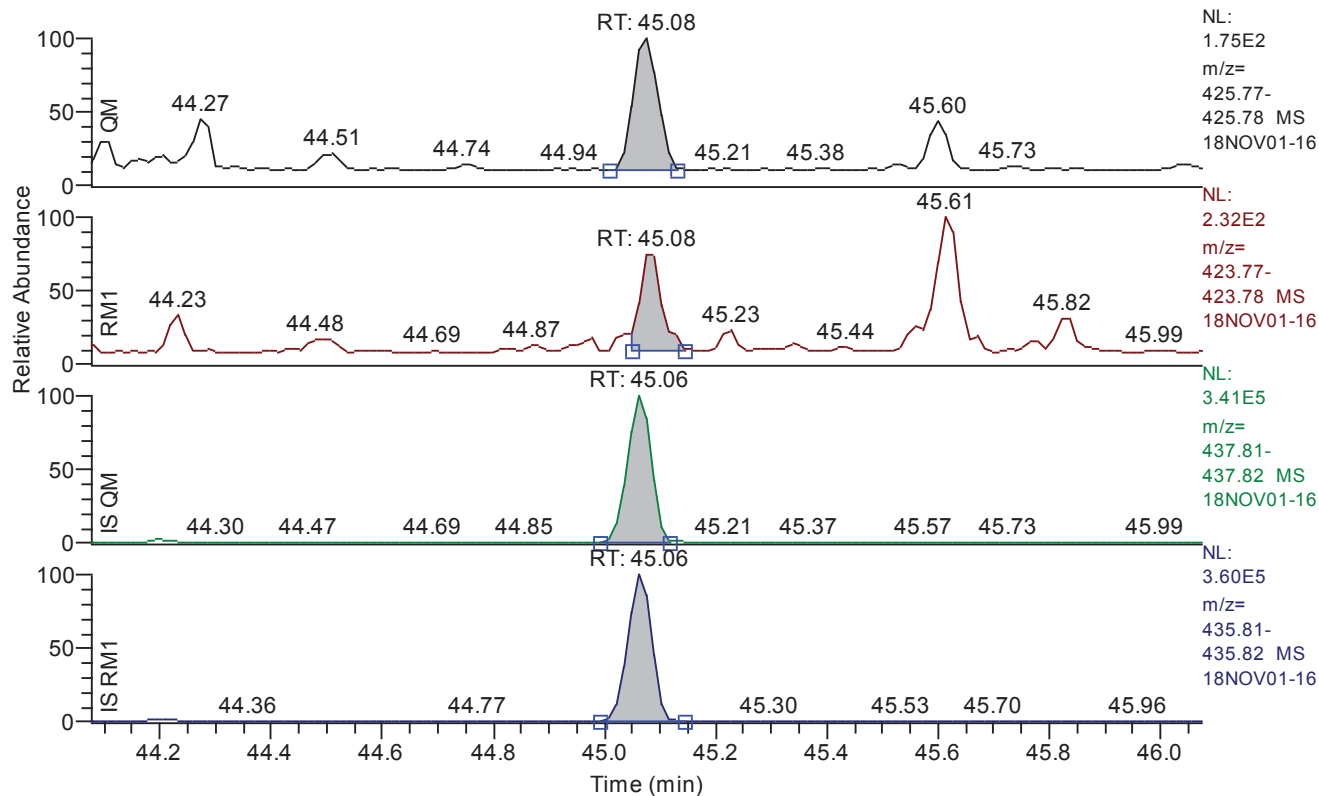 Relative Abundance
RT: 45.08
100
50
0
QM
44.27
44.51
44.74
44.94
45.21
45.38
45.60
45.73
NL:
1.75E2
m/z=
425.77-
425.78 MS
18NOV01-16
RT: 45.08
100
50
0
RM1
44.23
44.48
44.69
44.87
45.23
45.44
45.61
45.82
45.99
NL:
2.32E2
m/z=
423.77-
423.78 MS
18NOV01-16
RT: 45.06
100
50
0
IS QM
44.30
44.47
44.69
44.85
45.21
45.37
45.57
45.73
45.99
NL:
3.41E5
m/z=
437.81-
437.82 MS
18NOV01-16
RT: 45.06
100
50
0
IS RM1
44.36
44.77
45.30
45.53
45.70
45.96
NL:
3.60E5
m/z=
435.81-
435.82 MS
18NOV01-16
44.2 44.4 44.6 44.8 45.0 45.2 45.4 45.6 45.8 46.0
Time (min)